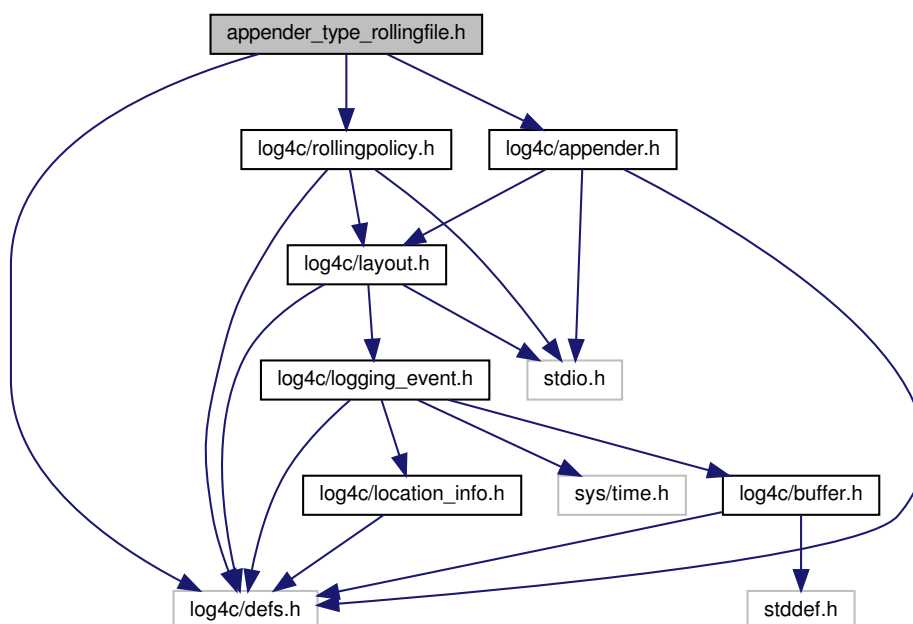 appender_type_rollingfile.h
log4c/rollingpolicy.h
log4c/appender.h
log4c/layout.h
log4c/logging_event.h
stdio.h
log4c/location_info.h
sys/time.h
log4c/buffer.h
log4c/defs.h
stddef.h